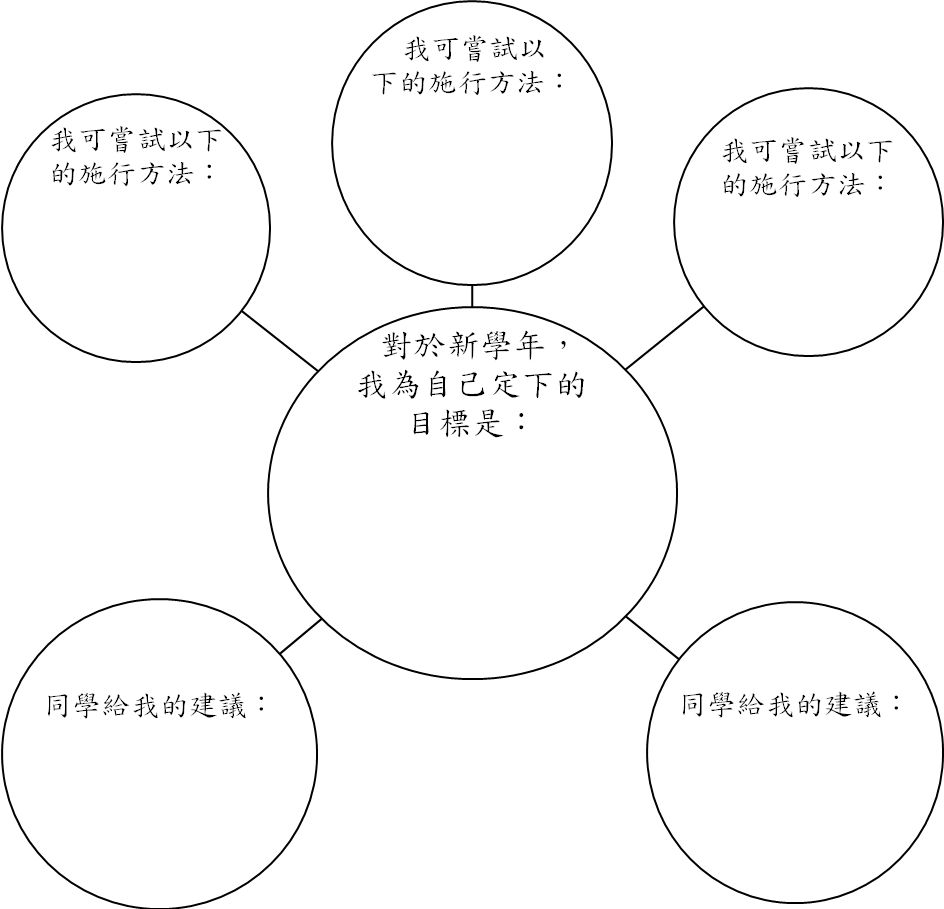 我可嘗試以
下的施行方法：
我可嘗試以下
的施行方法：
我可嘗試以下
的施行方法：
對於新學年，
我為自己定下的
目標是：
同學給我的建議：
同學給我的建議：